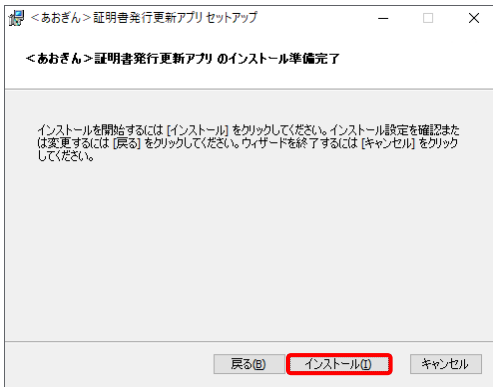 <あおぎん>証明書発行更新アプリ セットアップ
<あおぎん>証明書発行更新アプリ のインストール準備完了
インストールを開始するには [インストール] をクリックしてください。インストール設定を確認また
は変更するには [戻る] をクリックしてください。ウィザードを終了するには [キャンセル] をクリック
してください。
戻る(B) インストール(I) キャンセル